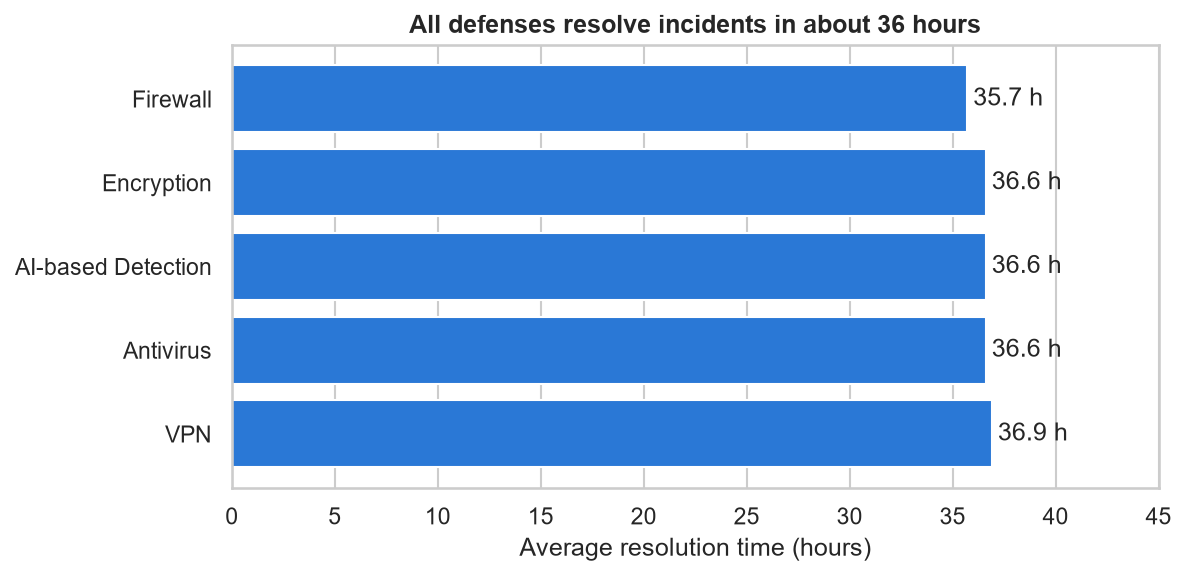 All defenses resolve incidents in about 36 hours
Firewall
35.7 h
Encryption
36.6 h
AI-based Detection
36.6 h
Antivirus
36.6 h
VPN
36.9 h
0 5 10 15 20 25 30 35 40 45
Average resolution time (hours)